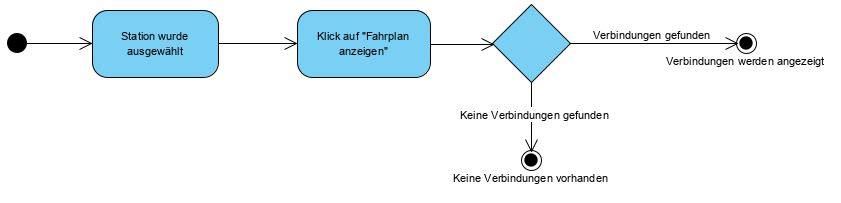 Station wurde
ausgewählt
Klick auf "Fahrplan
anzeigen"
Verbindungen gefunden
Verbindungen werden angezeigt
Keine Verbindungen gefunden
Keine Verbindungen vorhanden